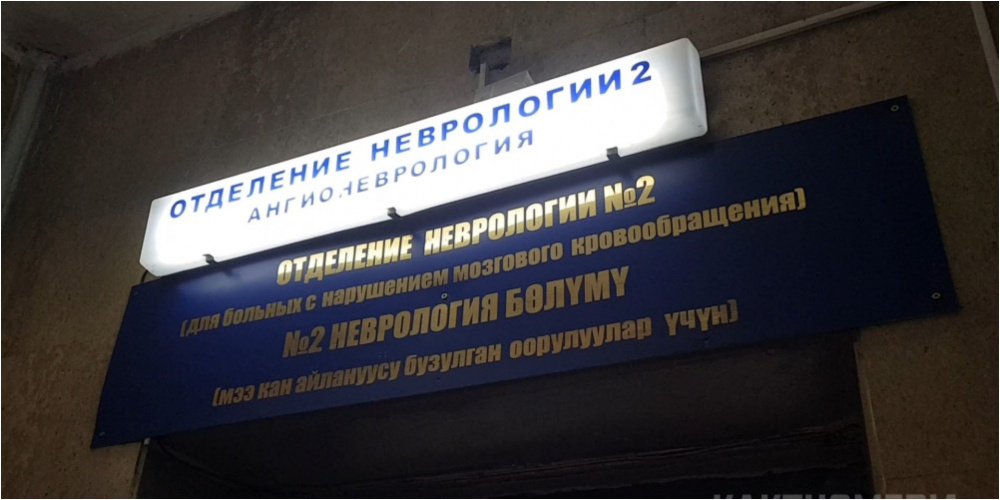 ОТДЕЛЕНИЕ НЕВРОЛОГИИ 2
АНГИОНЕВРОЛОГИЯ
ОТДЕЛЕНИЕ НЕВРОЛОГИИ №2
(для больных с нарушением мозгового кровообращения)
№2 НЕВРОЛОГИЯ БӨЛҮМҮ
(мээ кан айлануусу бузулган оорулуулар үчүн)